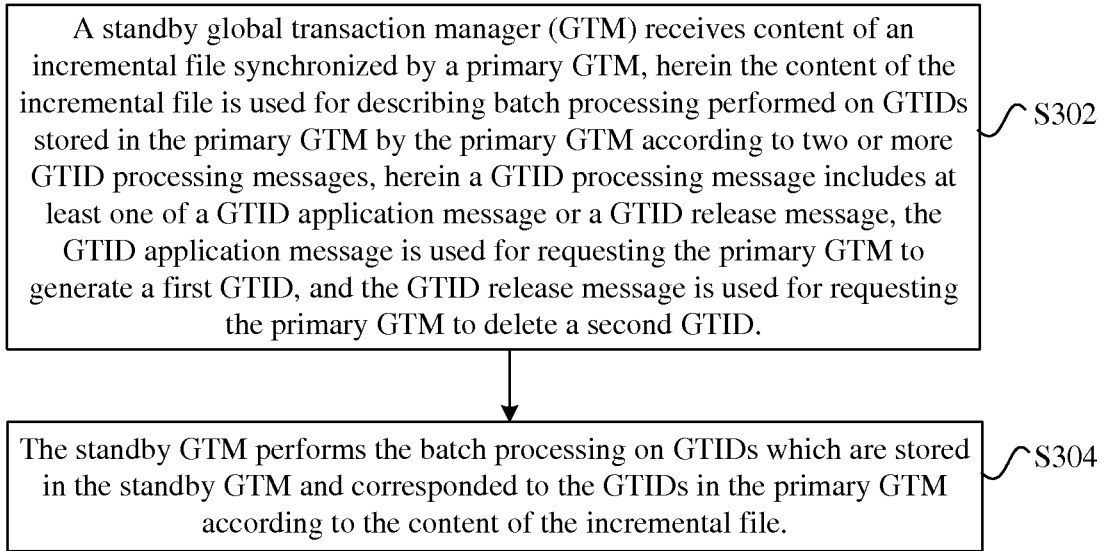 A standby global transaction manager (GTM) receives content of an
incremental file synchronized by a primary GTM, herein the content of the
incremental file is used for describing batch processing performed on GTIDs
stored in the primary GTM by the primary GTM according to two or more
GTID processing messages, herein a GTID processing message includes at
least one of a GTID application message or a GTID release message, the
GTID application message is used for requesting the primary GTM to
generate a first GTID, and the GTID release message is used for requesting
the primary GTM to delete a second GTID.
S302
The standby GTM performs the batch processing on GTIDs which are stored
in the standby GTM and corresponded to the GTIDs in the primary GTM
according to the content of the incremental file.
S304